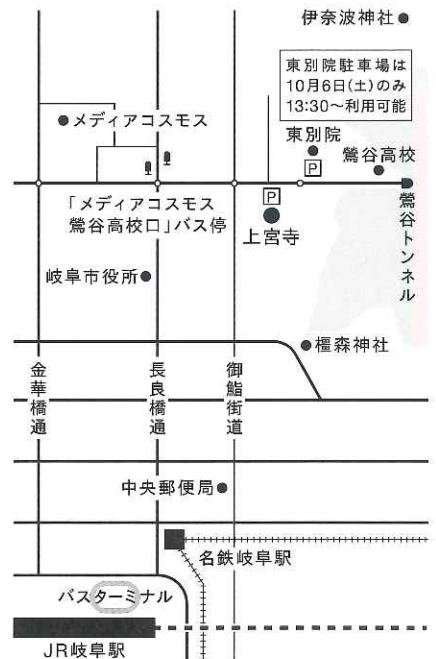 伊奈波神社
東別院駐車場は
10月6日(土)のみ
13:30〜利用可能
メディアコスモス
東別院
P
鶯谷高校
P
「メディアコスモス
鶯谷高校口」バス停
上宮寺
鶯谷トンネル
岐阜市役所
橿森神社
金華橋通
長良橋通
御鮨街道
中央郵便局
名鉄岐阜駅
バスターミナル
JR岐阜駅